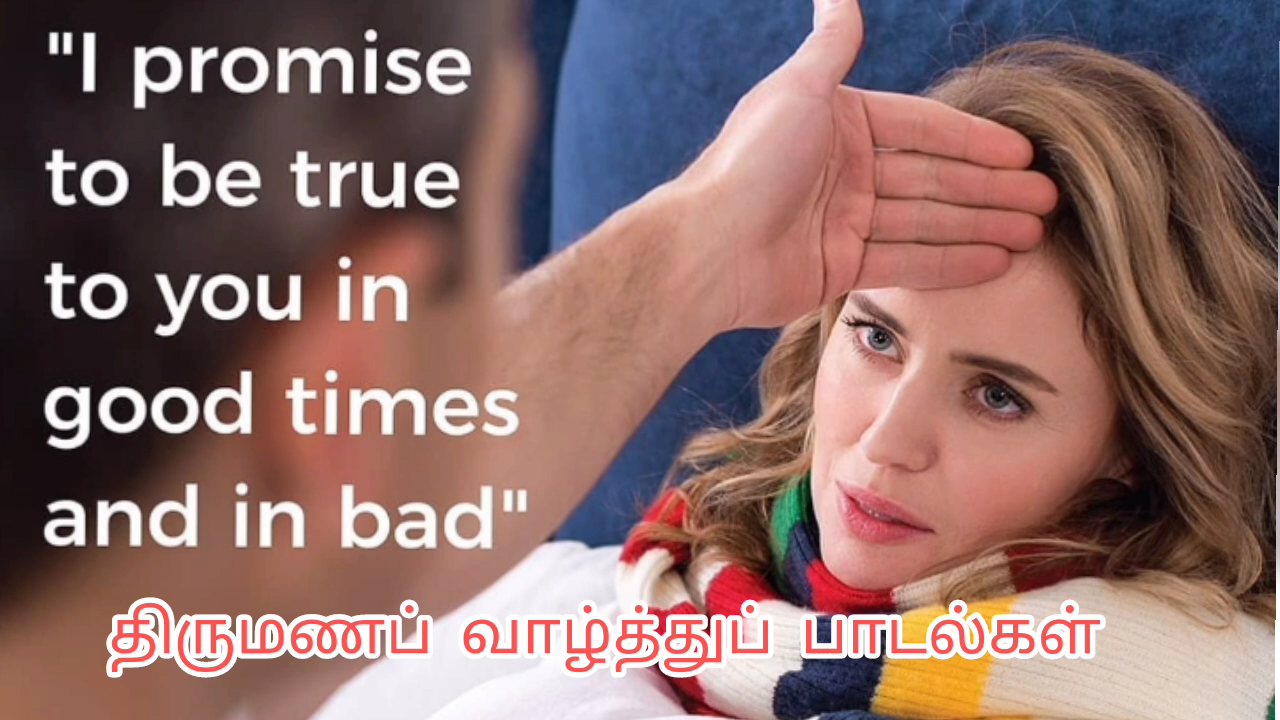 "I promise
to be true
to you in
good times
and in bad"
திருமணப் வாழ்த்துப் பாடல்கள்